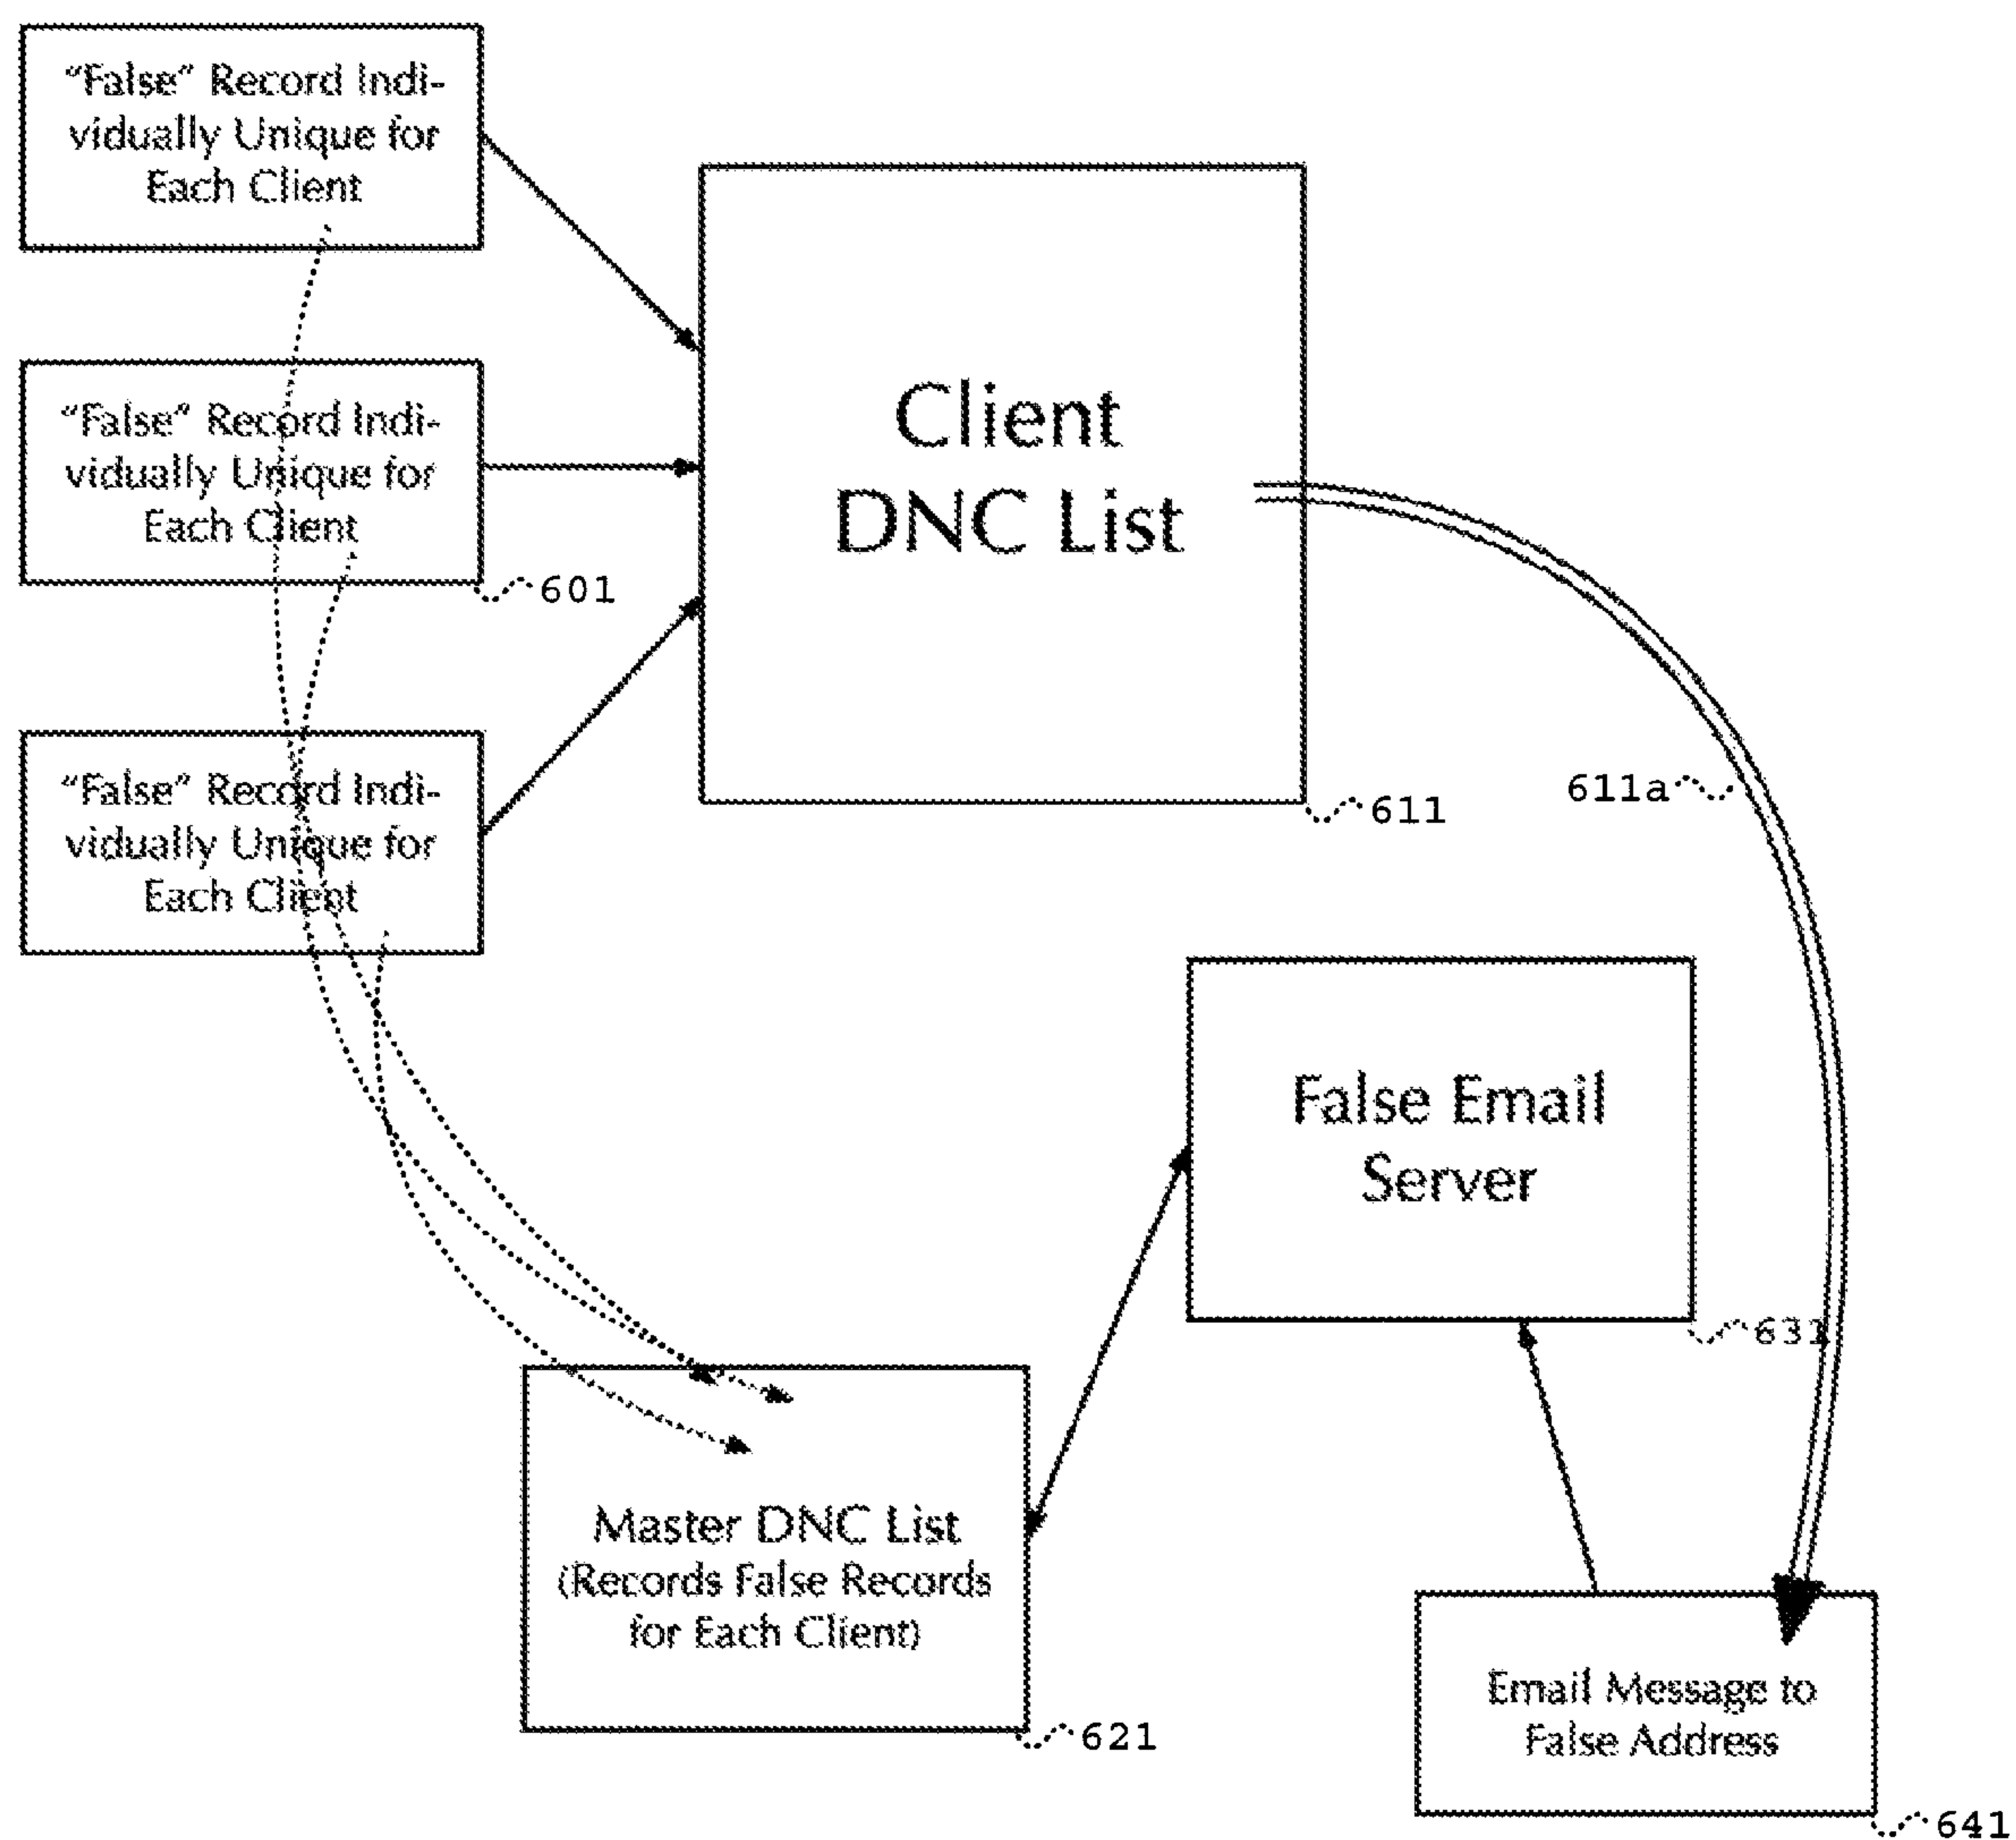 “False” Record Indi-
vidually Unique for
Each Client
“False” Record Indi-
vidually Unique for
Each Client
601
“False” Record Indi-
vidually Unique for
Each Client
Client
DNC List
611
611a
False Email
Server
631
Master DNC List
(Records False Records
for Each Client)
621
Email Message to
False Address
641